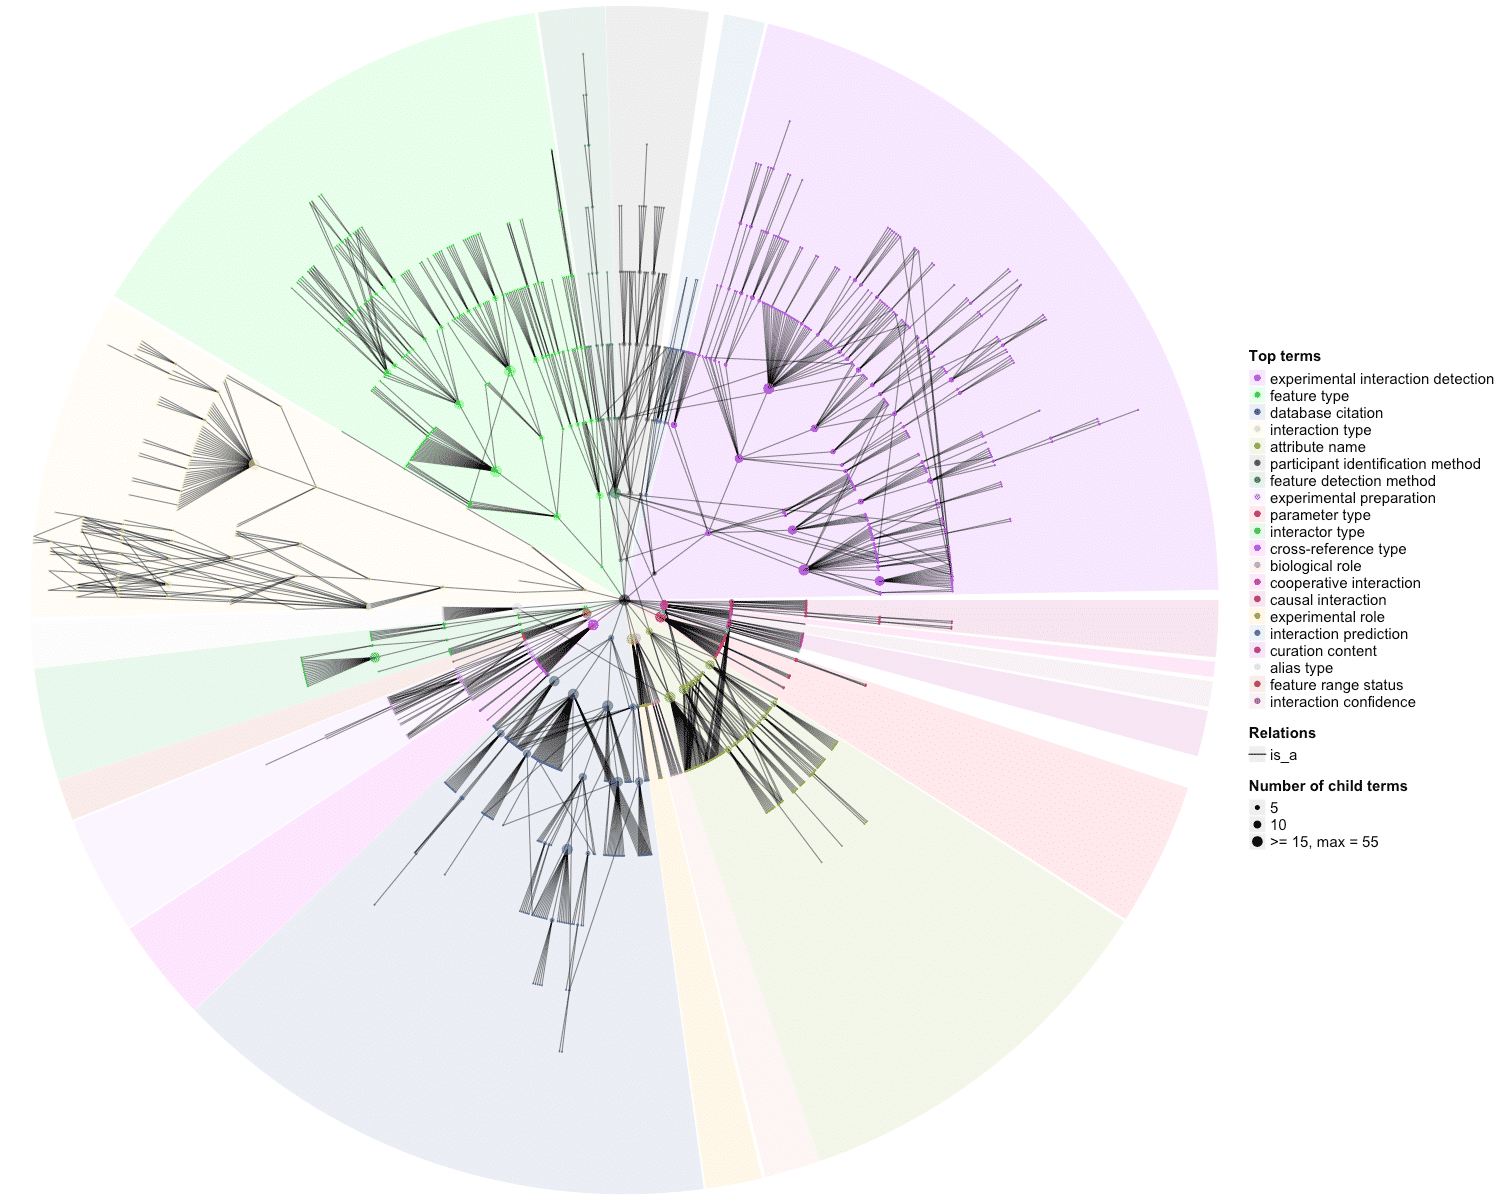 Top terms
experimental interaction detection
feature type
database citation
interaction type
attribute name
participant identification method
feature detection method
experimental preparation
parameter type
interactor type
cross-reference type
biological role
cooperative interaction
causal interaction
experimental role
interaction prediction
curation content
alias type
feature range status
interaction confidence
Relations
is_a
Number of child terms
5
10
>= 15, max = 55